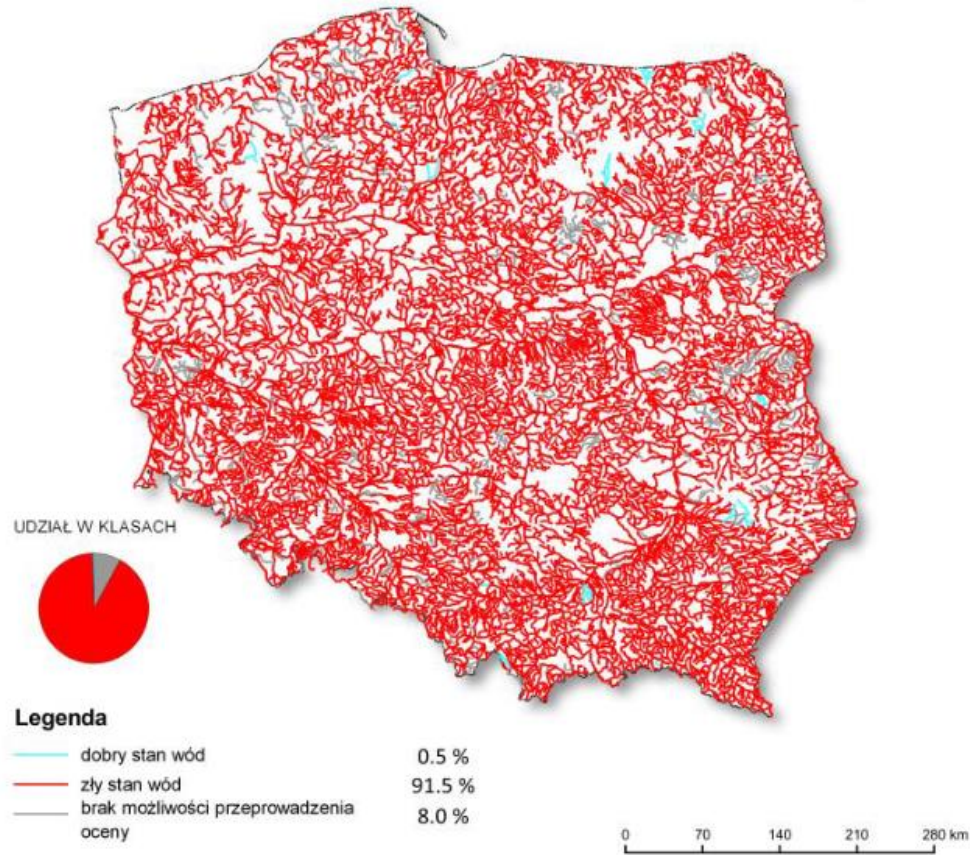 UDZIAŁ W KLASACH
Legenda
dobry stan wód 0.5 %
zły stan wód 91.5 %
brak możliwości przeprowadzenia
oceny 8.0 %
0 70 140 210 280 km